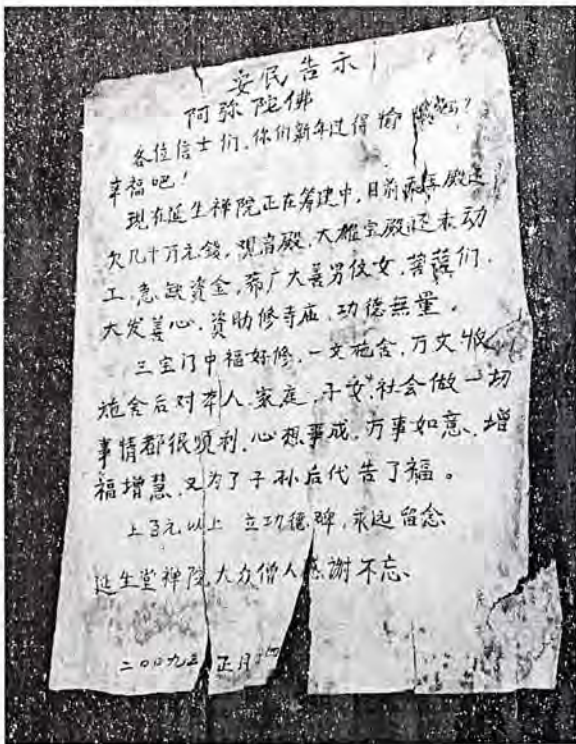 安民告示
阿弥陀佛
各位信士们，你们新年过得愉
幸福吧！
现在延生禅院正在筹建中，目前
殿还
欠几十万元錢，观音殿、大雄宝殿还未动
工，急缺资金，希广大善男佼女，菩萨们，
大发善心，资助修寺庙，功德無量。
三宝门中福好修，一文施舍，万文收
施舍后对本人、家庭、子女、社会做一切
事情都很顺利，心想事成，万事如意、增
福增慧，又为了子孙后代告了福。
上百元以上 立功德碑，永远留念
延生堂禅院大众僧人感謝不忘、
二〇〇九
正月